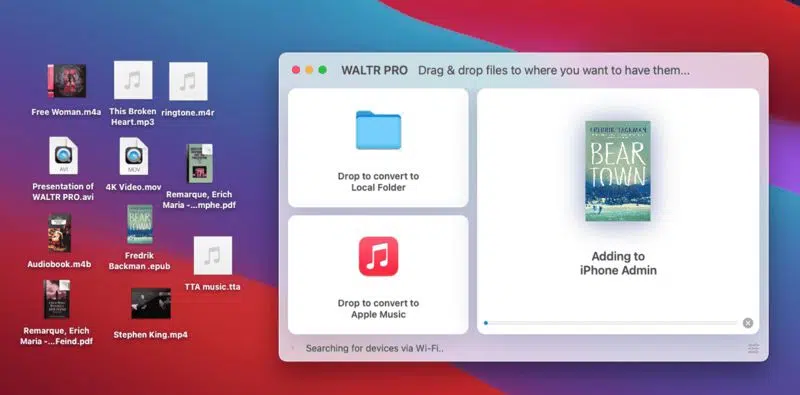 Free Woman.m4a
This Broken
Heart.mp3
ringtone.m4r
AVI
Presentation of
WALTR PRO.avi
MOV
4K Video.mov
Remarque, Erich
Maria -...mphe.pdf
Audiobook.m4b
BEAR
TOWN
Fredrik
Backman .epub
TTA music.tta
Remarque, Erich
Maria -...Feind.pdf
Stephen King.mp4
WALTR PRO Drag & drop files to where you want to have them...
Drop to convert to
Local Folder
Drop to convert to
Apple Music
FREDRIK BACKMAN
BEAR
TOWN
Adding to
iPhone Admin
Searching for devices via Wi-Fi..